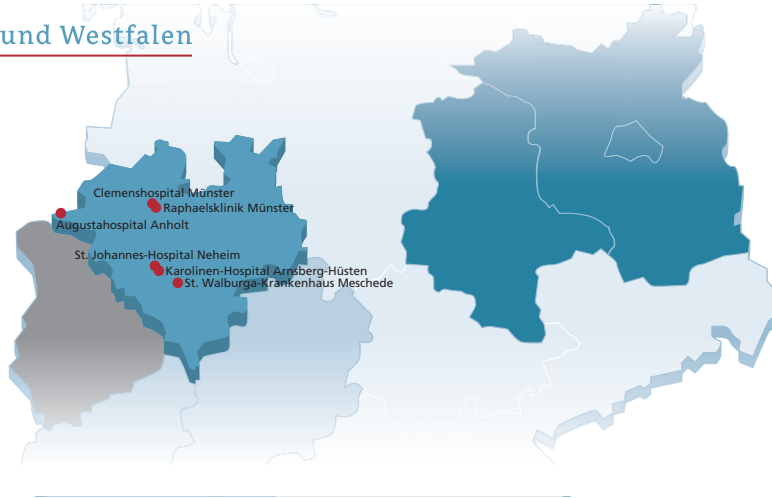 und Westfalen
Clemenshospital Münster
Raphaelsklinik Münster
Augustahospital Anholt
St. Johannes-Hospital Neheim
Karolinen-Hospital Arnsberg-Hüsten
St. Walburga-Krankenhaus Meschede